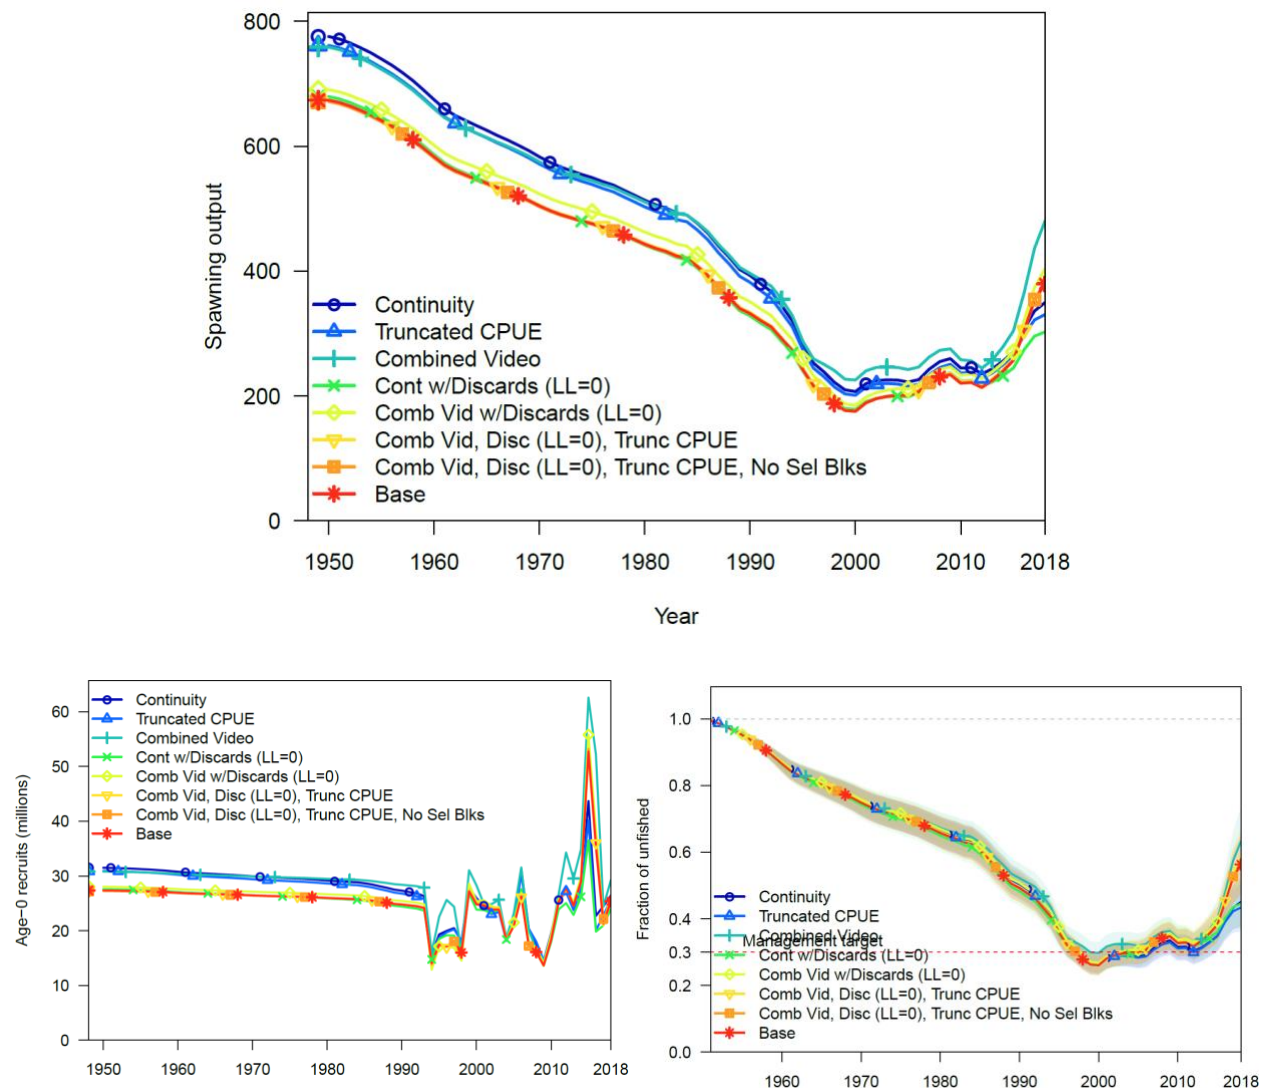 800
600
400
200
0
Spawning output
Continuity
Truncated CPUE
Combined Video
Cont w/Discards (LL=0)
Comb Vid w/Discards (LL=0)
Comb Vid, Disc (LL=0), Trunc CPUE
Comb Vid, Disc (LL=0), Trunc CPUE, No Sel Blks
Base
1950 1960 1970 1980 1990 2000 2010 2018
Year
60
50
40
30
20
10
0
Age-0 recruits (millions)
Continuity
Truncated CPUE
Combined Video
Cont w/Discards (LL=0)
Comb Vid w/Discards (LL=0)
Comb Vid, Disc (LL=0), Trunc CPUE
Comb Vid, Disc (LL=0), Trunc CPUE, No Sel Blks
Base
1950 1960 1970 1980 1990 2000 2010 2018
1.0
0.8
0.6
0.4
0.3
0.2
0.0
Fraction of unfished
Continuity
Truncated CPUE
Combined Video
Management target
Cont w/Discards (LL=0)
Comb Vid w/Discards (LL=0)
Comb Vid, Disc (LL=0), Trunc CPUE
Comb Vid, Disc (LL=0), Trunc CPUE, No Sel Blks
Base
1960 1970 1980 1990 2000 2010 2018